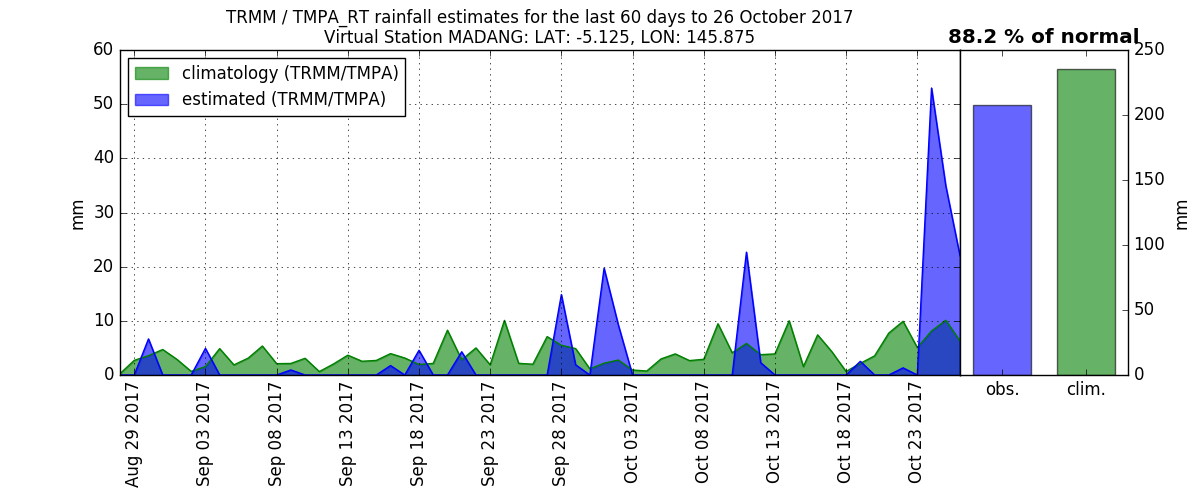 TRMM / TMPA_RT rainfall estimates for the last 60 days to 26 October 2017
Virtual Station MADANG: LAT: -5.125, LON: 145.875
88.2 % of normal
climatology (TRMM/TMPA)
estimated (TRMM/TMPA)
60
50
40
30
20
10
0
mm
Aug 29 2017
Sep 03 2017
Sep 08 2017
Sep 13 2017
Sep 18 2017
Sep 23 2017
Sep 28 2017
Oct 03 2017
Oct 08 2017
Oct 13 2017
Oct 18 2017
Oct 23 2017
250
200
150
100
50
0
mm
obs.
clim.